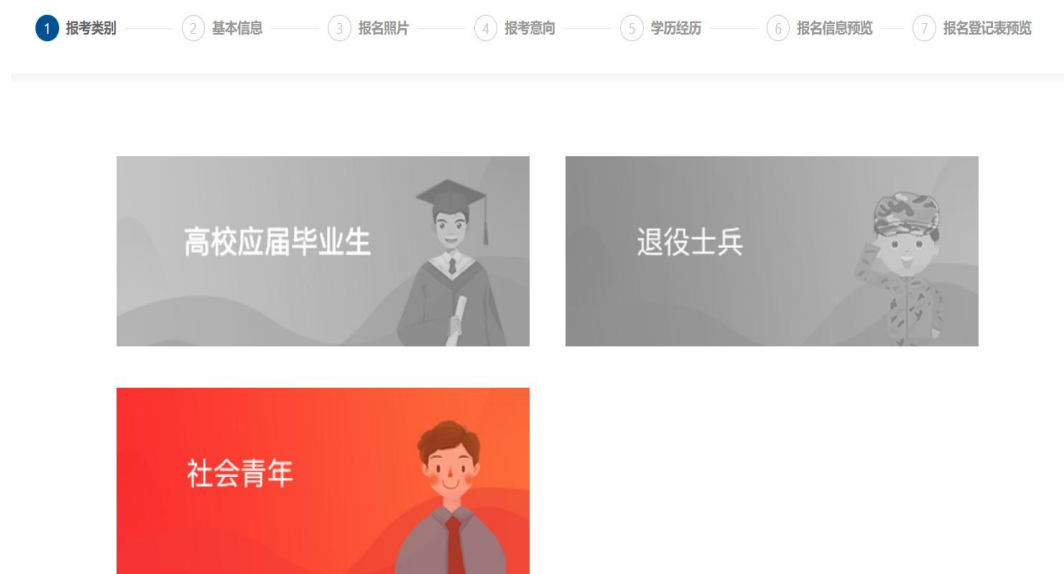 1 报考类别 2 基本信息 3 报名照片 4 报考意向 5 学历经历 6 报名信息预览 7 报名登记表预览
高校应届毕业生 退役士兵
社会青年